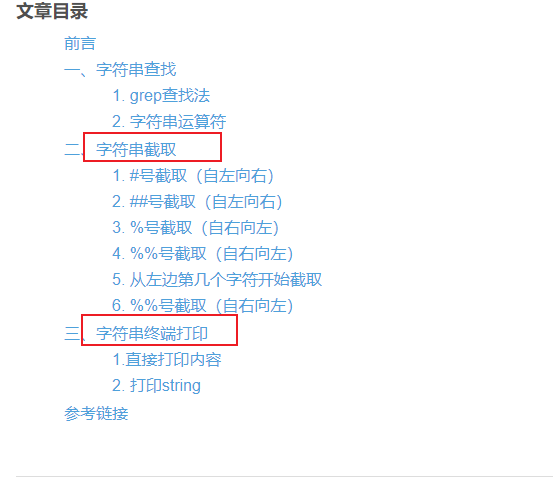 文章目录
前言
一、字符串查找
1. grep查找法
2. 字符串运算符
二、字符串截取
1. #号截取（自左向右）
2. ##号截取（自左向右）
3. %号截取（自右向左）
4. %%号截取（自右向左）
5. 从左边第几个字符开始截取
6. %%号截取（自右向左）
三、字符串终端打印
1.直接打印内容
2. 打印string
参考链接